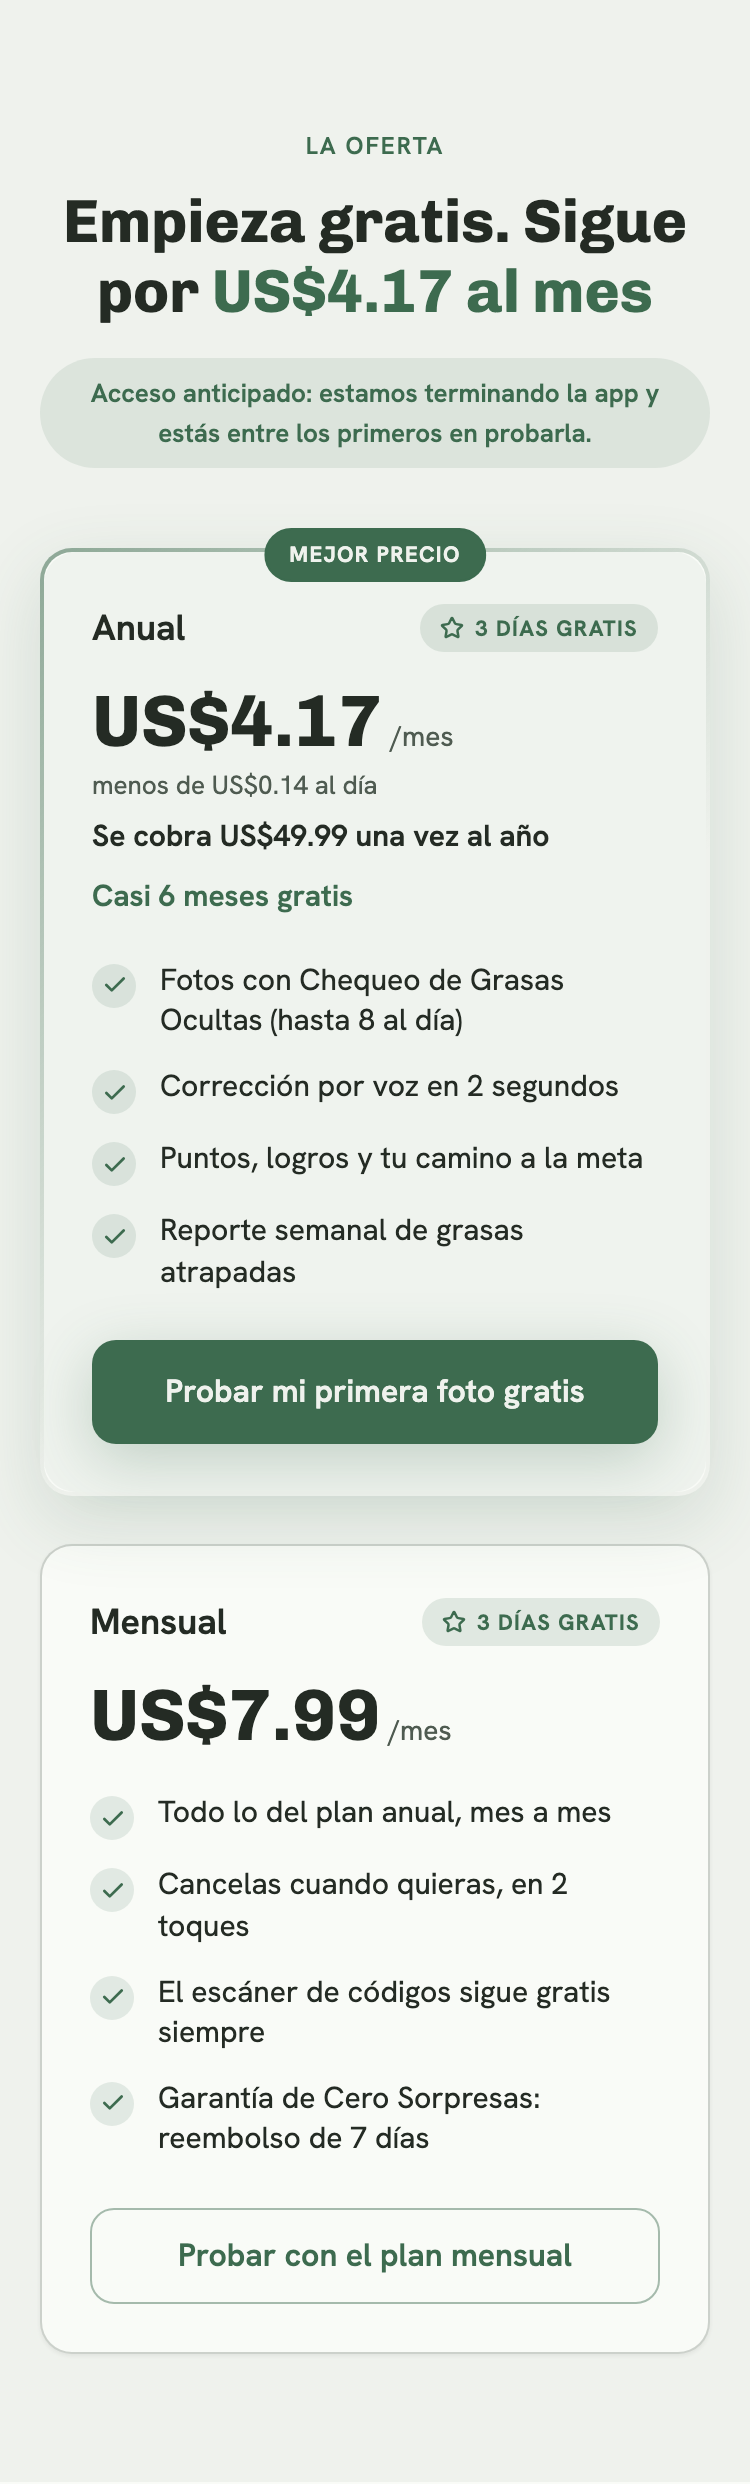 LA OFERTA
Empieza gratis. Sigue
por US$4.17 al mes
Acceso anticipado: estamos terminando la app y
estás entre los primeros en probarla.
MEJOR PRECIO
Anual
3 DÍAS GRATIS
US$4.17 /mes
menos de US$0.14 al día
Se cobra US$49.99 una vez al año
Casi 6 meses gratis
Fotos con Chequeo de Grasas
Ocultas (hasta 8 al día)
Corrección por voz en 2 segundos
Puntos, logros y tu camino a la meta
Reporte semanal de grasas
atrapadas
Probar mi primera foto gratis
Mensual
3 DÍAS GRATIS
US$7.99 /mes
Todo lo del plan anual, mes a mes
Cancelas cuando quieras, en 2
toques
El escáner de códigos sigue gratis
siempre
Garantía de Cero Sorpresas:
reembolso de 7 días
Probar con el plan mensual